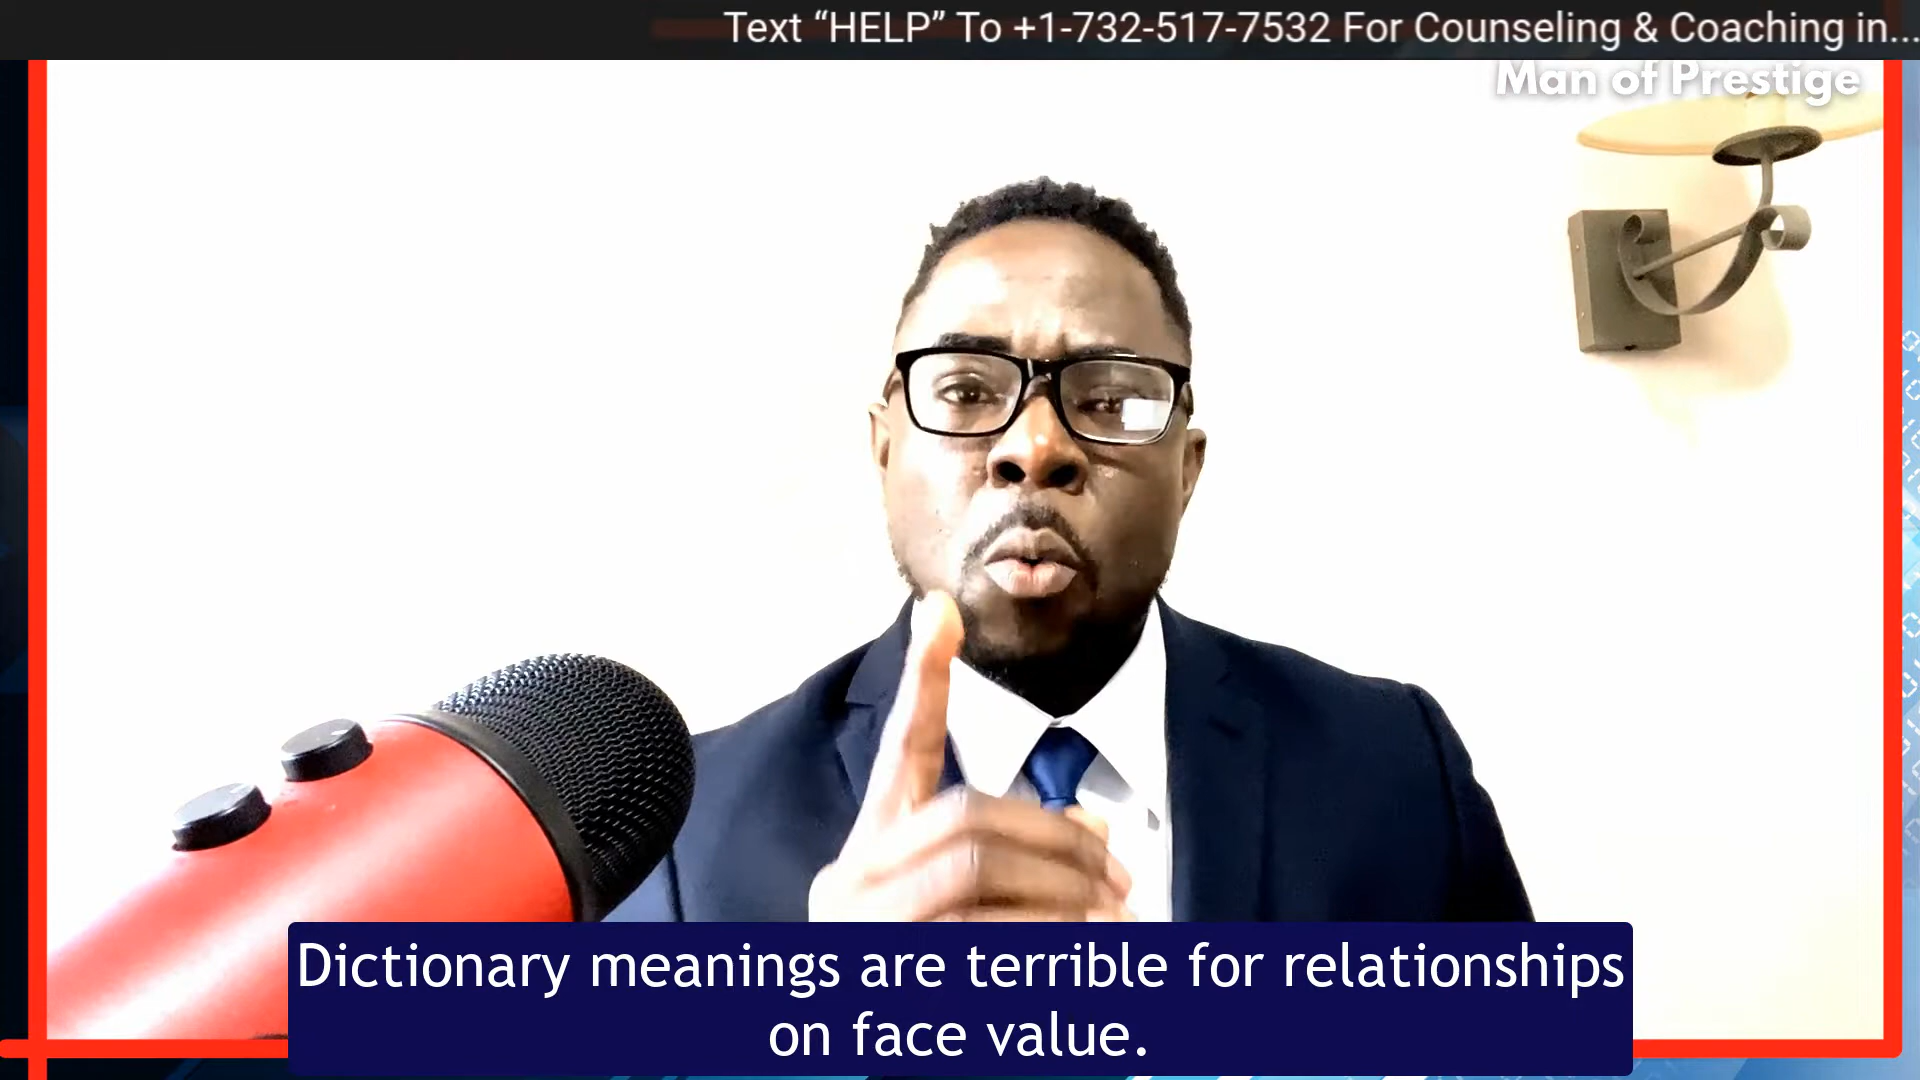 Text “HELP” To +1-732-517-7532 For Counseling & Coaching in...
Man of Prestige
Dictionary meanings are terrible for relationships
on face value.